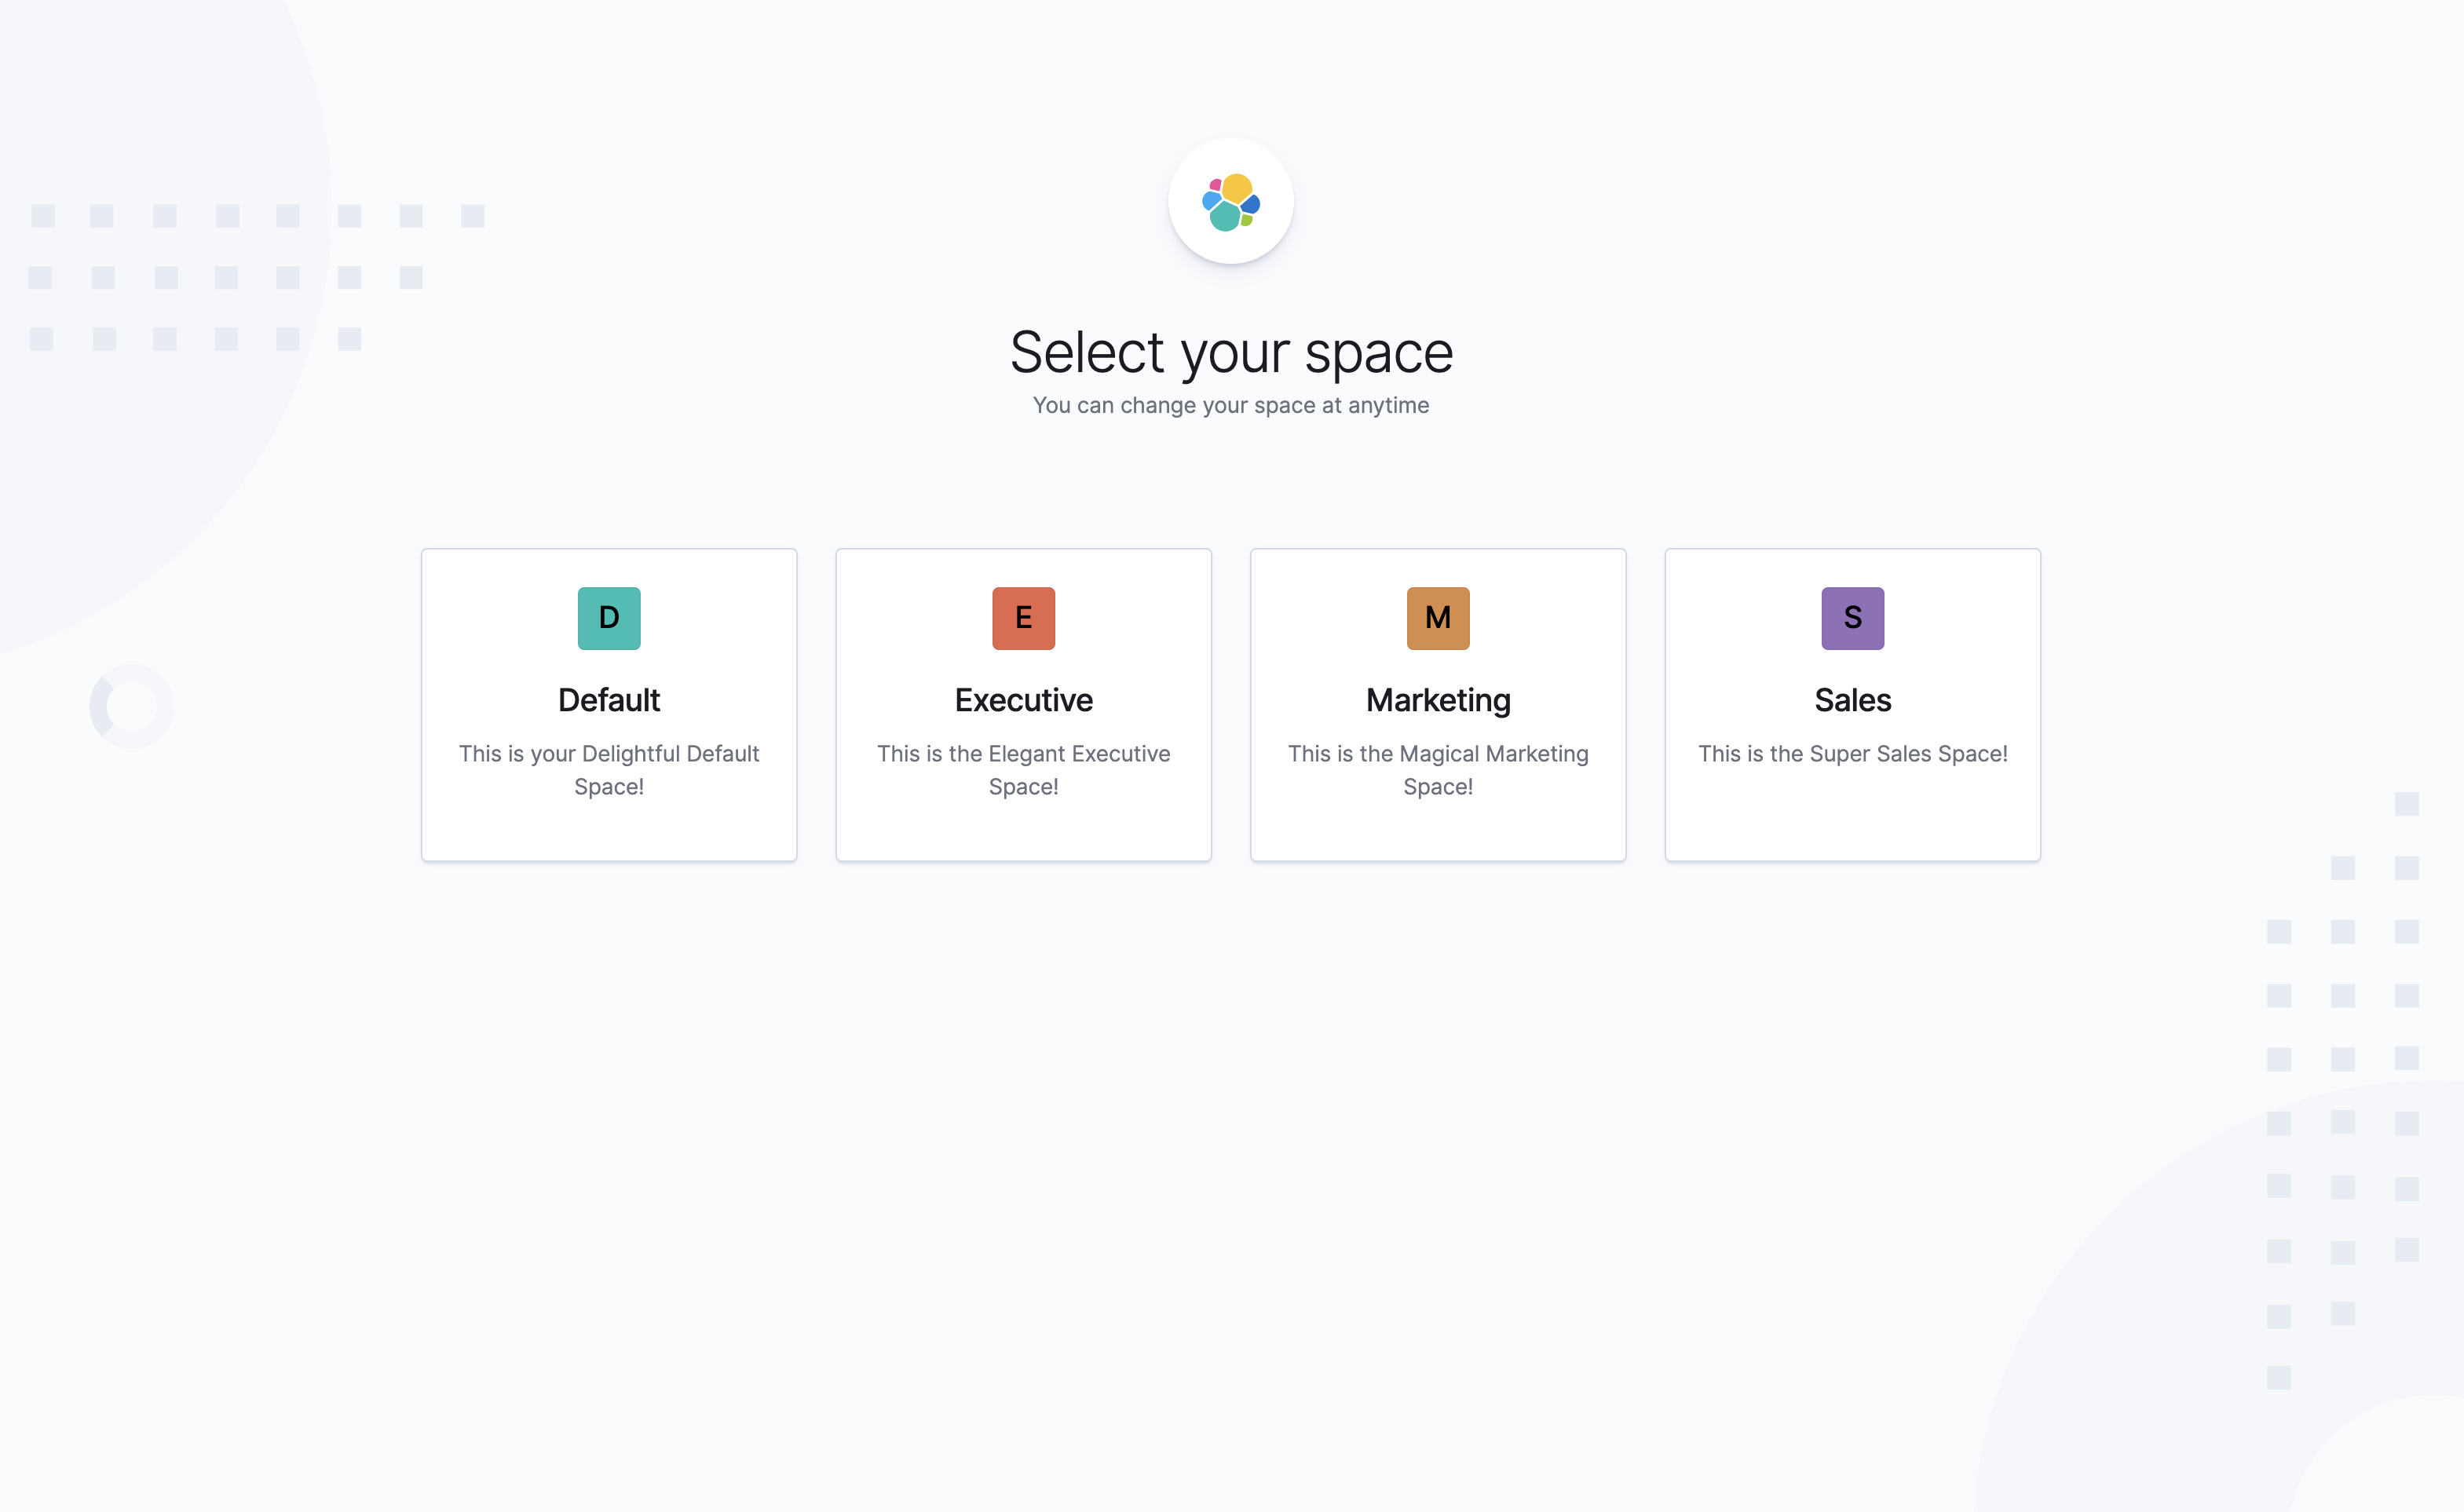 Select your space
You can change your space at anytime
D
E
M
S
Default
Executive
Marketing
Sales
This is your Delightful Default
Space!
This is the Elegant Executive
Space!
This is the Magical Marketing
Space!
This is the Super Sales Space!